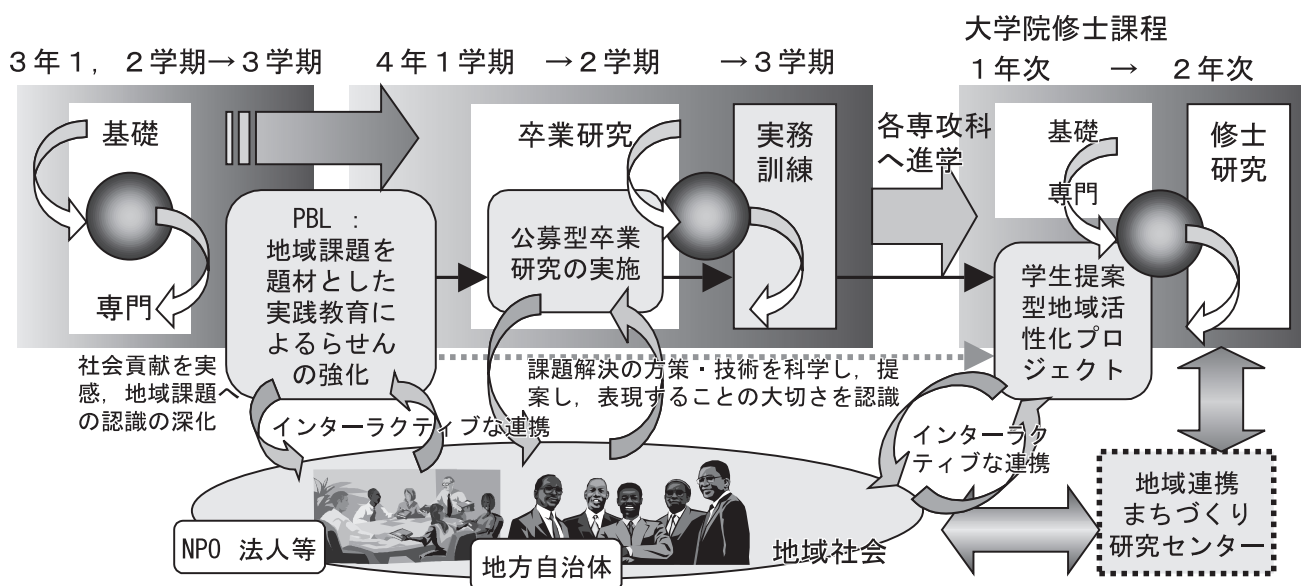 大学院修士課程
3年1,2学期→3学期
4年1学期 →2学期 →3学期
1年次 → 2年次
基礎
専門
PBL :
地域課題を
題材とした
実践教育に
よるらせん
の強化
卒業研究
公募型卒業
研究の実施
実務
訓練
各専攻科
へ進学
基礎
専門
修士
研究
学生提案
型地域活
性化プロ
ジェクト
社会貢献を実
感,地域課題へ
の認識の深化
課題解決の方策・技術を科学し,提
案し,表現することの大切さを認識
インターラクティブな連携
インターラク
ティブな連携
NPO 法人等
地方自治体
地域社会
地域連携
まちづくり
研究センター